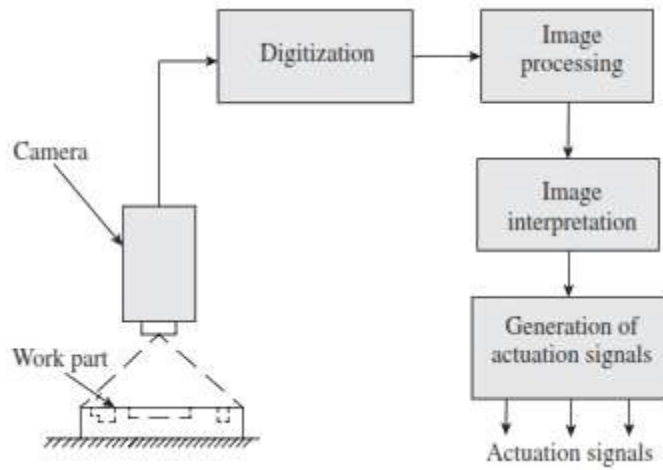 Digitization
Image
processing
Camera
Image
interpretation
Generation of
actuation signals
Work part
Actuation signals